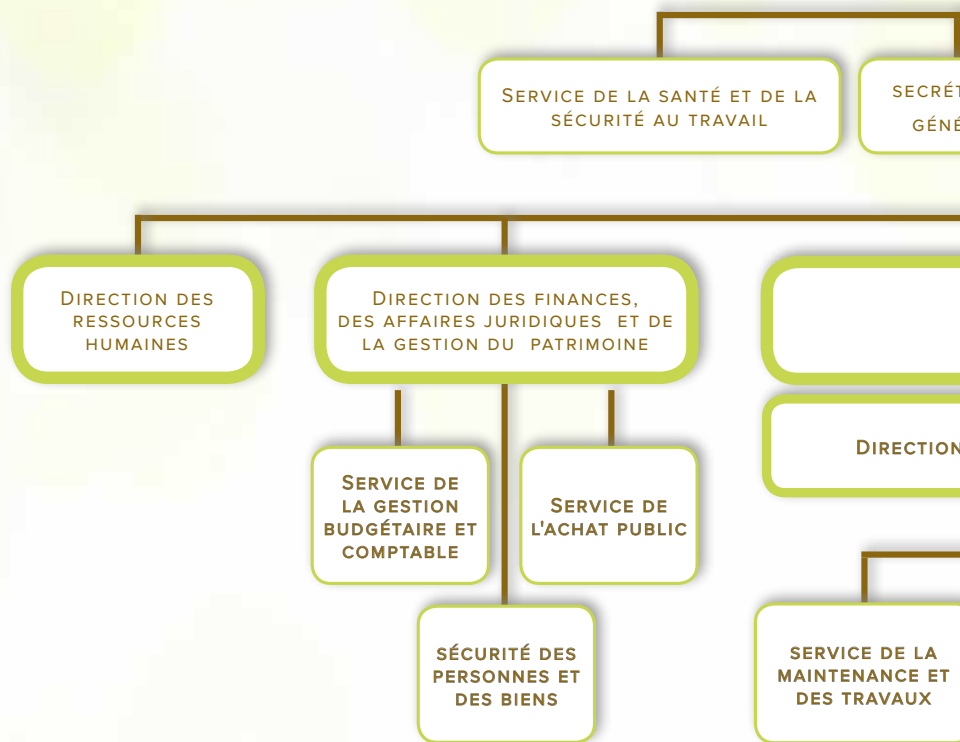 Service de la santé et de la
sécurité au travail
Direction des
ressources
humaines
Direction des finances,
des affaires juridiques et de
la gestion du patrimoine
Direction
Service de
la gestion
budgétaire et
comptable
Service de
l'achat public
sécurité des
personnes et
des biens
service de la
maintenance et
des travaux